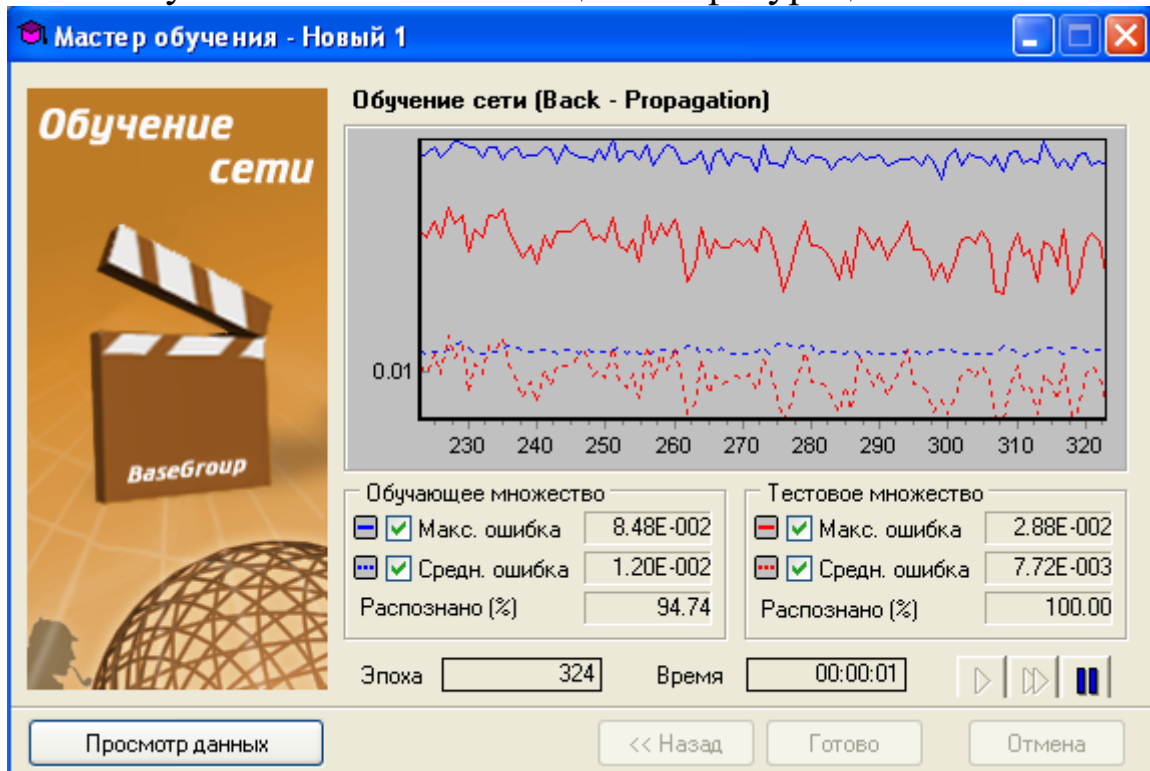 Мастер обучения - Новый 1
Обучение
сети
BaseGroup
Обучение сети (Back - Propagation)
0.01
230 240 250 260 270 280 290 300 310 320
Обучающее множество
Макс. ошибка 8.48E-002
Средн. ошибка 1.20E-002
Распознано (%) 94.74
Тестовое множество
Макс. ошибка 2.88E-002
Средн. ошибка 7.72E-003
Распознано (%) 100.00
Эпоха 324 Время 00:00:01
Просмотр данных << Назад Готово Отмена